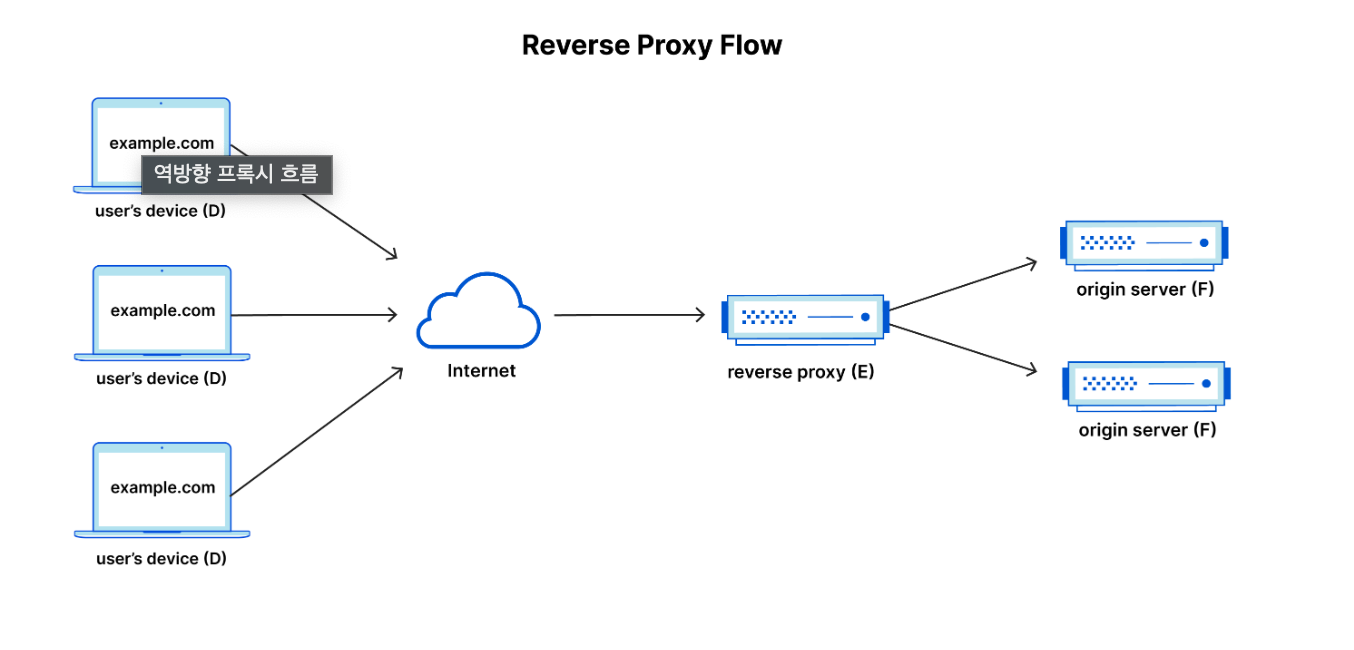 Reverse Proxy Flow
example.com
역방향 프록시 흐름
user's device (D)
example.com
user's device (D)
example.com
user's device (D)
Internet
reverse proxy (E)
origin server (F)
origin server (F)